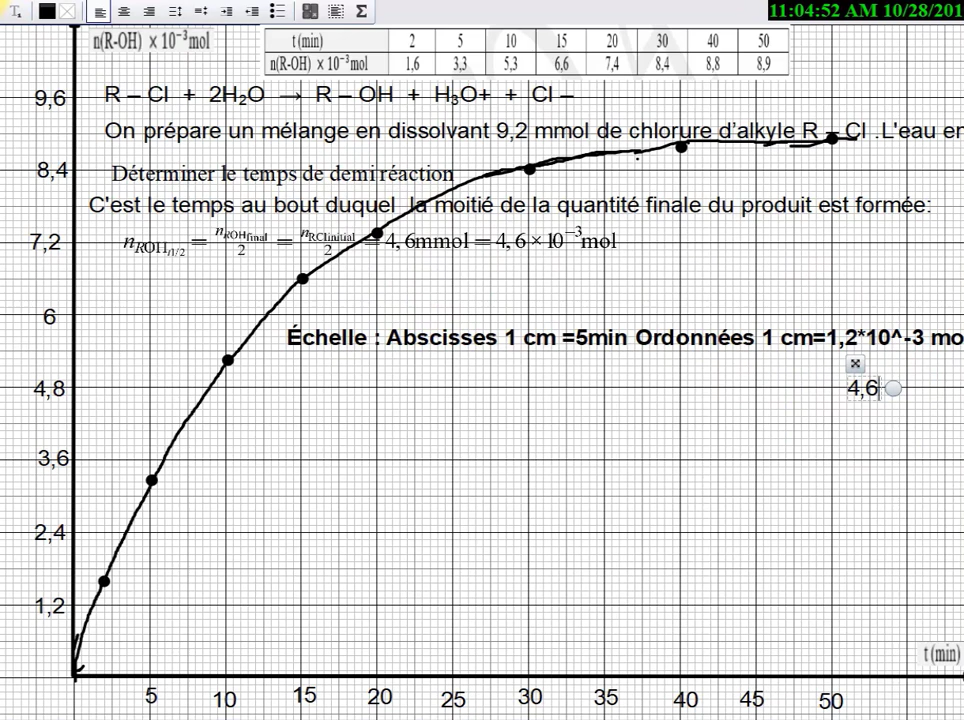 11:04:52 AM 10/28/201
n(R-OH) ×10⁻³mol
t (min) 2 5 10 15 20 30 40 50
n(R-OH) ×10⁻³mol 1,6 3,3 5,3 6,6 7,4 8,4 8,8 8,9
R – Cl + 2H₂O → R – OH + H₃O+ + Cl –
On prépare un mélange en dissolvant 9,2 mmol de chlorure d'alkyle R – Cl .L'eau en
Déterminer le temps de demi réaction
C'est le temps au bout duquel la moitié de la quantité finale du produit est formée:
n_ROH_t1/2 = n_ROHfinal/2 = n_RClinitial/2 = 4,6mmol = 4,6×10⁻³mol
Échelle : Abscisses 1 cm =5min Ordonnées 1 cm=1,2*10^-3 mo
4,6
9,6
8,4
7,2
6
4,8
3,6
2,4
1,2
t (min)
5 10 15 20 25 30 35 40 45 50